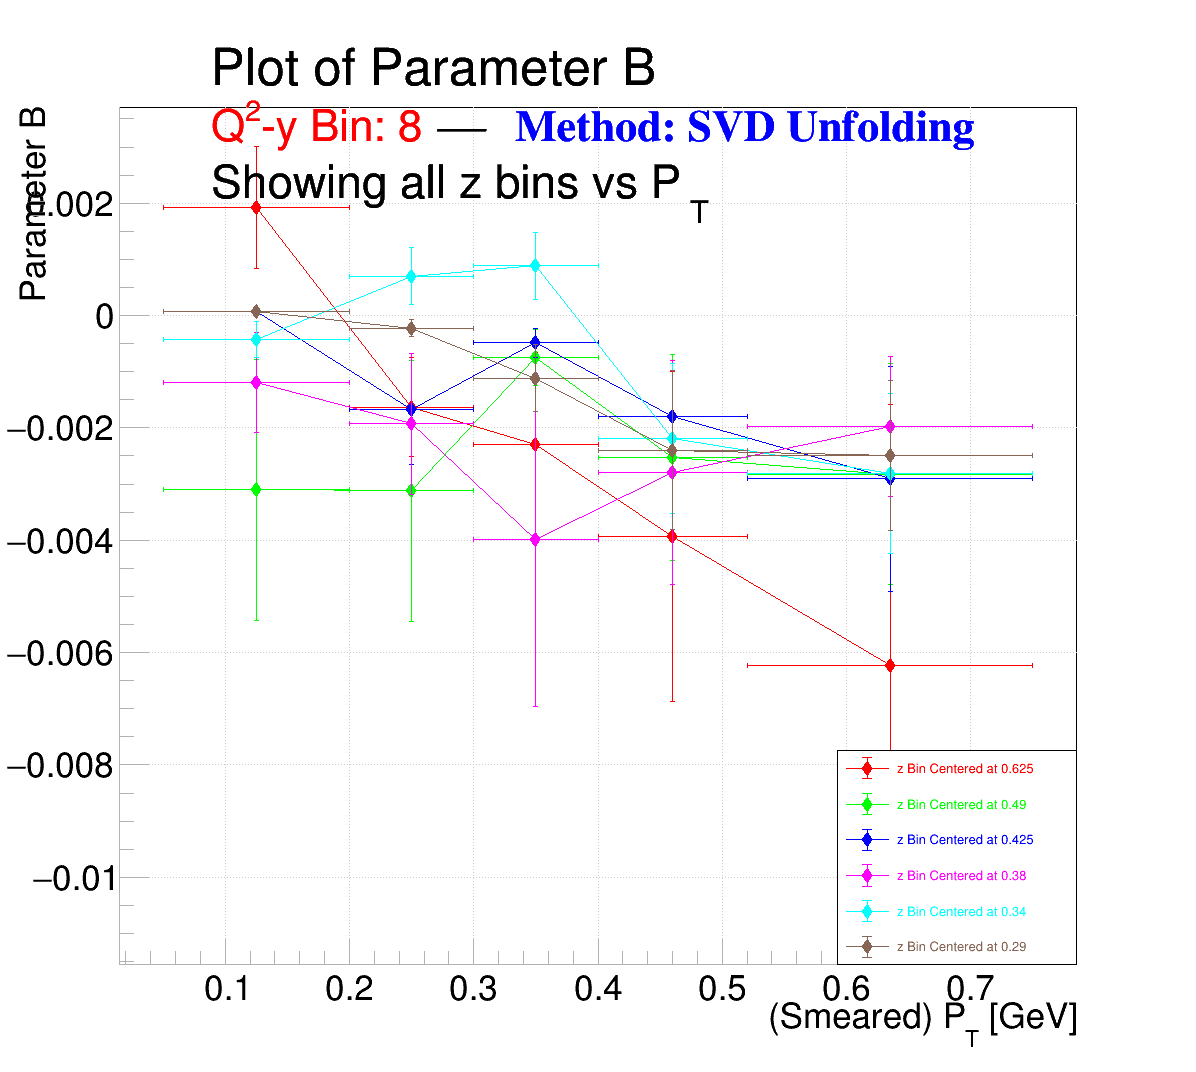 Plot of Parameter B
Q²-y Bin: 8 — Method: SVD Unfolding
Showing all z bins vs P_T
Parameter B
0.002
0
−0.002
−0.004
−0.006
−0.008
−0.01
z Bin Centered at 0.625
z Bin Centered at 0.49
z Bin Centered at 0.425
z Bin Centered at 0.38
z Bin Centered at 0.34
z Bin Centered at 0.29
0.1 0.2 0.3 0.4 0.5 0.6 0.7
(Smeared) P_T [GeV]